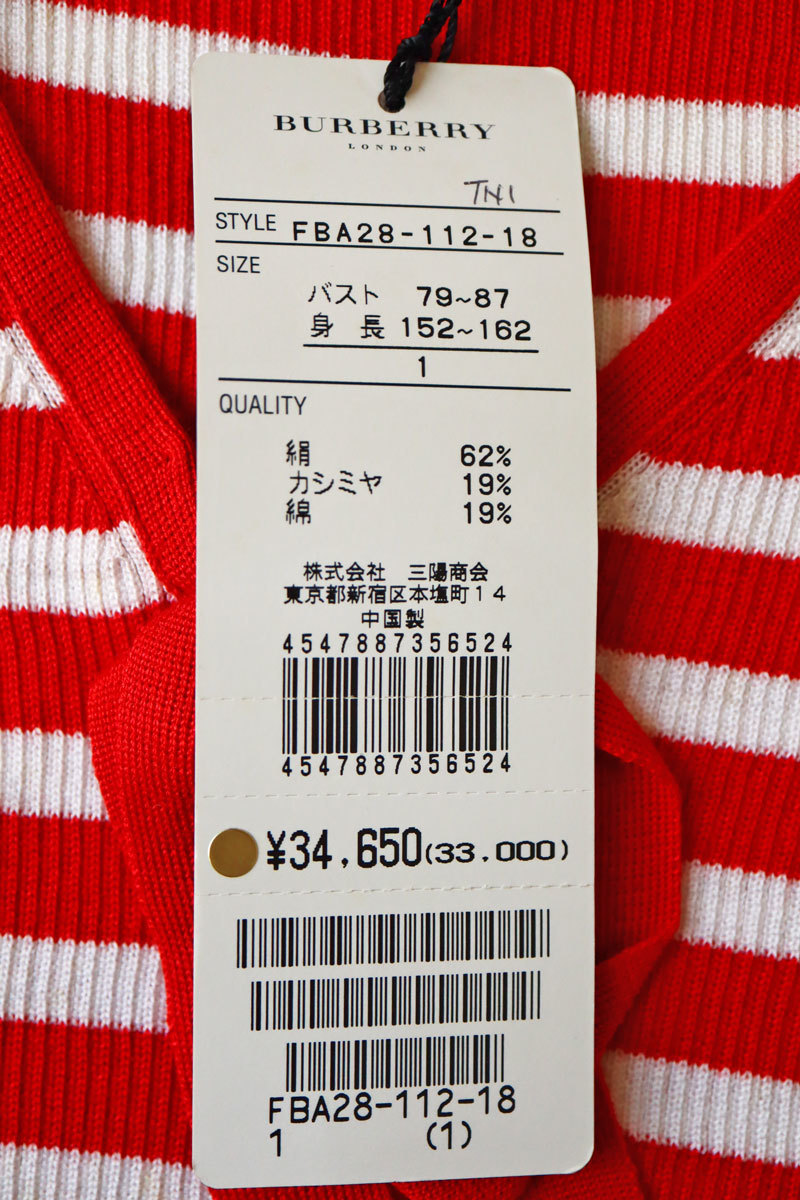 BURBERRY
LONDON
TNI
STYLE FBA28-112-18
SIZE
バスト 79~87
身 長 152~162
1
QUALITY
絹 62%
カシミヤ 19%
綿 19%
株式会社 三陽商会
東京都新宿区本塩町14
中国製
4547887356524
4547887356524
¥34,650(33,000)
FBA28-112-18
1 (1)